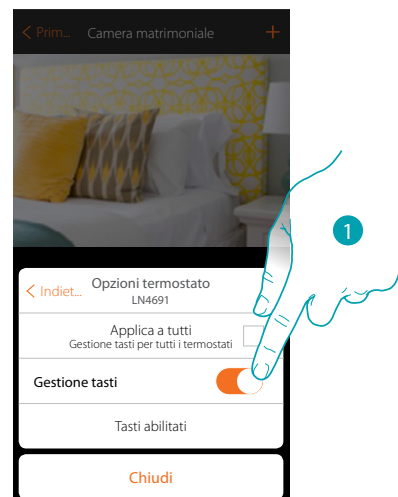 < Prim... Camera matrimoniale +
1
< Indiet... Opzioni termostato
LN4691
Applica a tutti
Gestione tasti per tutti i termostati
Gestione tasti
Tasti abilitati
Chiudi